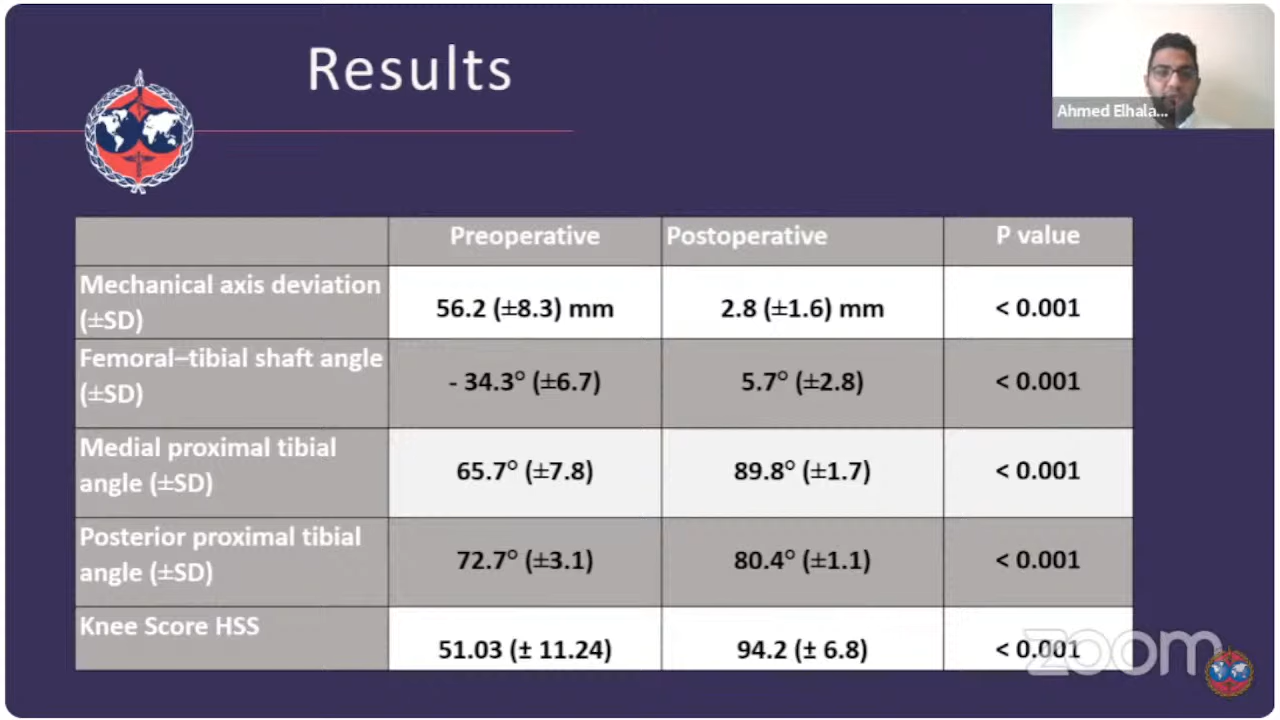 Results
Ahmed Elhala...
Preoperative Postoperative P value
Mechanical axis deviation
(±SD)
56.2 (±8.3) mm 2.8 (±1.6) mm < 0.001
Femoral–tibial shaft angle
(±SD)
- 34.3° (±6.7) 5.7° (±2.8) < 0.001
Medial proximal tibial
angle (±SD)
65.7° (±7.8) 89.8° (±1.7) < 0.001
Posterior proximal tibial
angle (±SD)
72.7° (±3.1) 80.4° (±1.1) < 0.001
Knee Score HSS
51.03 (± 11.24) 94.2 (± 6.8) < 0.001
zoom